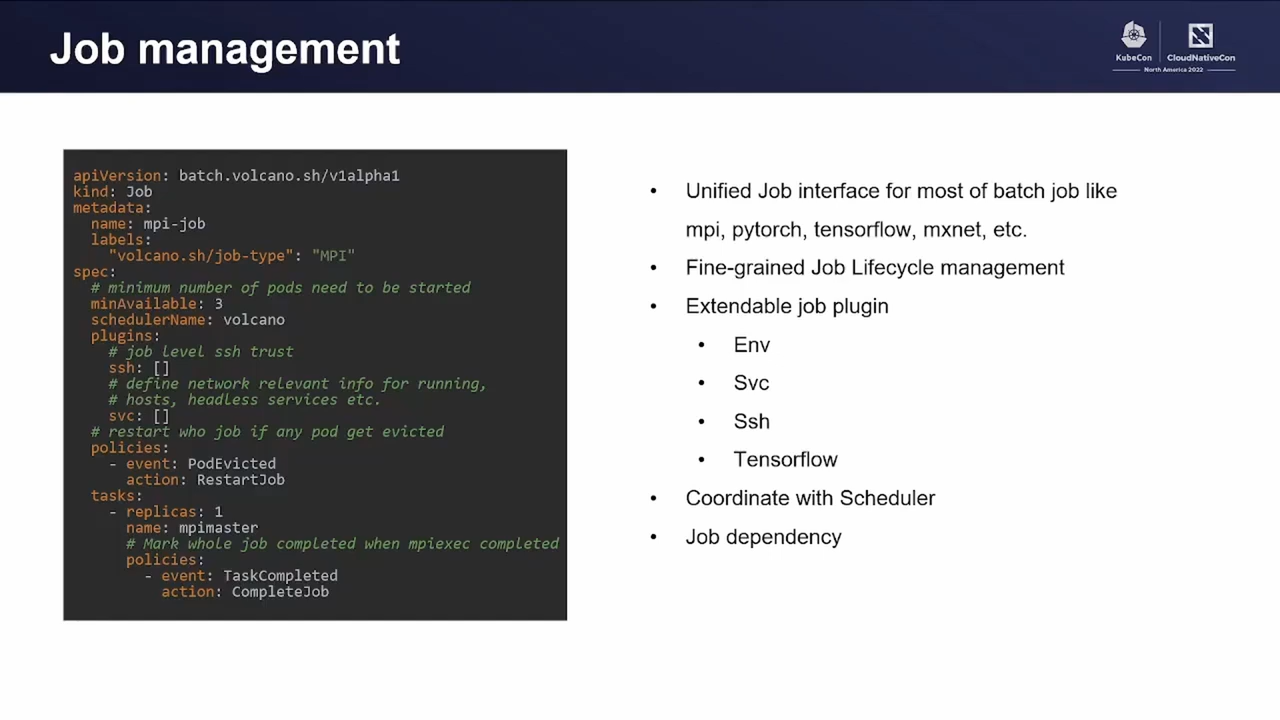 Job management
KubeCon
CloudNativeCon
North America 2022
apiVersion: batch.volcano.sh/v1alpha1
kind: Job
metadata:
  name: mpi-job
  labels:
    "volcano.sh/job-type": "MPI"
spec:
  # minimum number of pods need to be started
  minAvailable: 3
  schedulerName: volcano
  plugins:
    # job level ssh trust
    ssh: []
    # define network relevant info for running,
    # hosts, headless services etc.
    svc: []
  # restart who job if any pod get evicted
  policies:
    - event: PodEvicted
      action: RestartJob
  tasks:
    - replicas: 1
      name: mpimaster
      # Mark whole job completed when mpiexec completed
      policies:
        - event: TaskCompleted
          action: CompleteJob
• Unified Job interface for most of batch job like
mpi, pytorch, tensorflow, mxnet, etc.
• Fine-grained Job Lifecycle management
• Extendable job plugin
• Env
• Svc
• Ssh
• Tensorflow
• Coordinate with Scheduler
• Job dependency